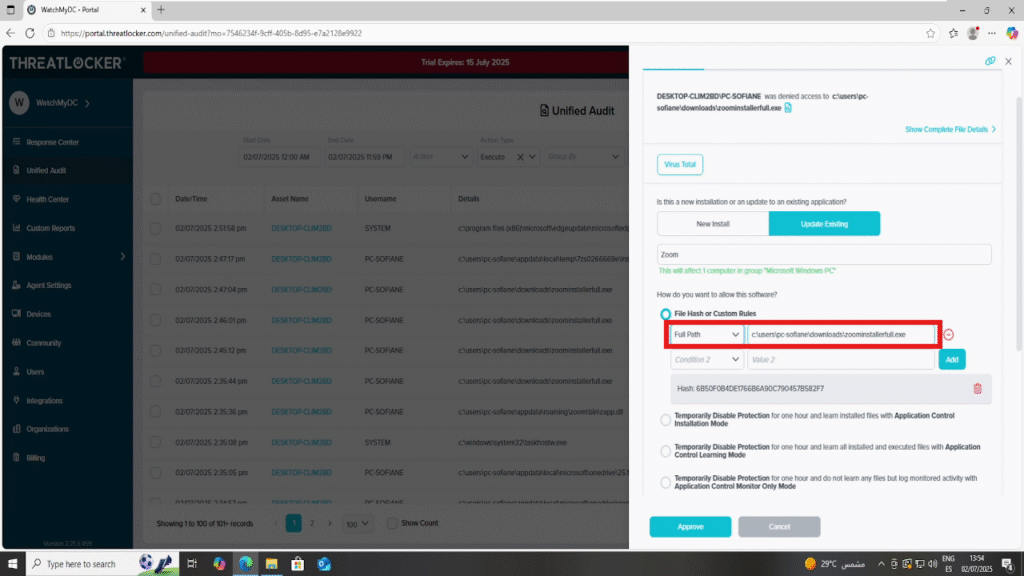 WatchMyDC - Portal
https://portal.threatlocker.com/unified-audit?mo=7546234f-9cff-405b-8d95-e7a2128e9922
THREATLOCKER
Trial Expires: 15 July 2025
W WatchMyDC
Response Center
Unified Audit
Health Center
Custom Reports
Modules
Agent Settings
Devices
Community
Users
Integrations
Organizations
Billing
Unified Audit
Start Date End Date Action Type
02/07/2025 12:00 AM 02/07/2025 11:59 PM Action Execute Group By
Date/Time Asset Name Username Details
02/07/2025 2:51:58 pm DESKTOP-CLIM2BD SYSTEM c:\program files (x86)\microsoft\edgeupdate\microsofted
02/07/2025 2:47:17 pm DESKTOP-CLIM2BD PC-SOFIANE
02/07/2025 2:47:04 pm DESKTOP-CLIM2BD PC-SOFIANE c:\users\pc-sofiane\downloads\zoominstallerfull.exe
02/07/2025 2:46:01 pm DESKTOP-CLIM2BD PC-SOFIANE c:\users\pc-sofiane\downloads\zoominstallerfull.exe
02/07/2025 2:45:12 pm DESKTOP-CLIM2BD PC-SOFIANE c:\users\pc-sofiane\downloads\zoominstallerfull.exe
02/07/2025 2:35:44 pm DESKTOP-CLIM2BD PC-SOFIANE c:\users\pc-sofiane\downloads\zoominstallerfull.exe
02/07/2025 2:35:36 pm DESKTOP-CLIM2BD PC-SOFIANE c:\users\pc-sofiane\appdata\roaming\zoom\bin\zapp.dll
02/07/2025 2:35:08 pm DESKTOP-CLIM2BD SYSTEM c:\windows\system32\taskhostw.exe
02/07/2025 2:35:05 pm DESKTOP-CLIM2BD PC-SOFIANE c:\users\pc-sofiane\appdata\local\microsoft\onedrive\25.1
DESKTOP-CLIM2BD PC-SOFIANE
Showing 1 to 100 of 101+ records 1 2 100 Show Count
DESKTOP-CLIM2BD\PC-SOFIANE was denied access to c:\users\pc-
sofiane\downloads\zoominstallerfull.exe
Show Complete File Details
Virus Total
Is this a new installation or an update to an existing application?
New Install Update Existing
Zoom
This will affect 1 computer in group "Microsoft Windows PC"
How do you want to allow this software?
File Hash or Custom Rules
Full Path c:\users\pc-sofiane\downloads\zoominstallerfull.exe
Condition 2 Value 2 Add
Hash: 6B50F0B4DE1766B6A90C790457B582F7
Temporarily Disable Protection for one hour and learn installed files with Application Control
Installation Mode
Temporarily Disable Protection for one hour and learn all installed and executed files with Application
Control Learning Mode
Temporarily Disable Protection for one hour and do not learn any files but log monitored activity with
Application Control Monitor Only Mode
Approve Cancel
Type here to search
29°C مشمس
ENG 13:54
ES 02/07/2025